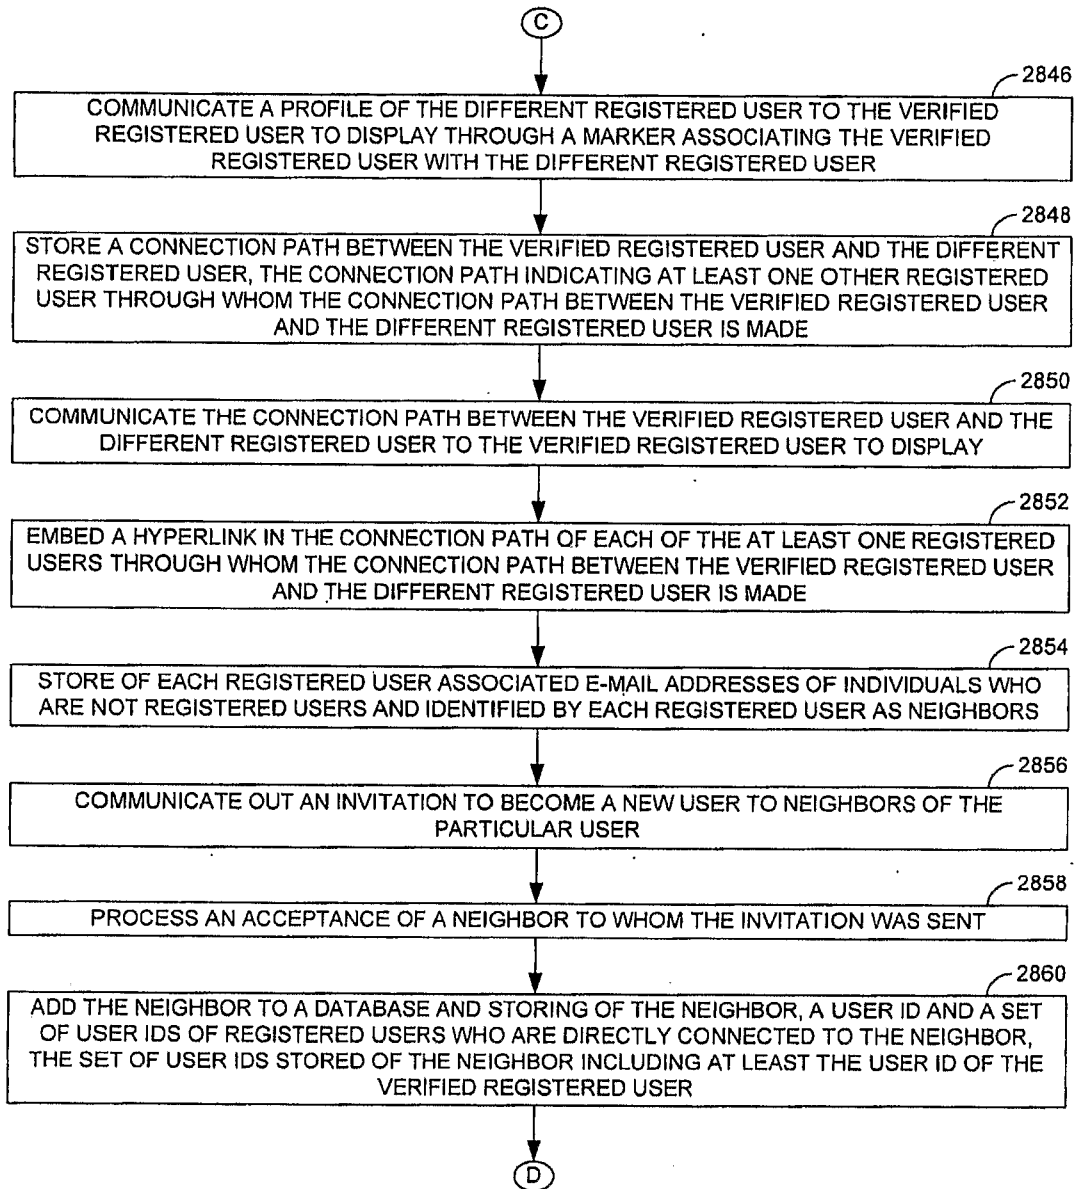 C
2846
COMMUNICATE A PROFILE OF THE DIFFERENT REGISTERED USER TO THE VERIFIED
REGISTERED USER TO DISPLAY THROUGH A MARKER ASSOCIATING THE VERIFIED
REGISTERED USER WITH THE DIFFERENT REGISTERED USER
2848
STORE A CONNECTION PATH BETWEEN THE VERIFIED REGISTERED USER AND THE DIFFERENT
REGISTERED USER, THE CONNECTION PATH INDICATING AT LEAST ONE OTHER REGISTERED
USER THROUGH WHOM THE CONNECTION PATH BETWEEN THE VERIFIED REGISTERED USER
AND THE DIFFERENT REGISTERED USER IS MADE
2850
COMMUNICATE THE CONNECTION PATH BETWEEN THE VERIFIED REGISTERED USER AND THE
DIFFERENT REGISTERED USER TO THE VERIFIED REGISTERED USER TO DISPLAY
2852
EMBED A HYPERLINK IN THE CONNECTION PATH OF EACH OF THE AT LEAST ONE REGISTERED
USERS THROUGH WHOM THE CONNECTION PATH BETWEEN THE VERIFIED REGISTERED USER
AND THE DIFFERENT REGISTERED USER IS MADE
2854
STORE OF EACH REGISTERED USER ASSOCIATED E-MAIL ADDRESSES OF INDIVIDUALS WHO
ARE NOT REGISTERED USERS AND IDENTIFIED BY EACH REGISTERED USER AS NEIGHBORS
2856
COMMUNICATE OUT AN INVITATION TO BECOME A NEW USER TO NEIGHBORS OF THE
PARTICULAR USER
2858
PROCESS AN ACCEPTANCE OF A NEIGHBOR TO WHOM THE INVITATION WAS SENT
2860
ADD THE NEIGHBOR TO A DATABASE AND STORING OF THE NEIGHBOR, A USER ID AND A SET
OF USER IDS OF REGISTERED USERS WHO ARE DIRECTLY CONNECTED TO THE NEIGHBOR,
THE SET OF USER IDS STORED OF THE NEIGHBOR INCLUDING AT LEAST THE USER ID OF THE
VERIFIED REGISTERED USER
D